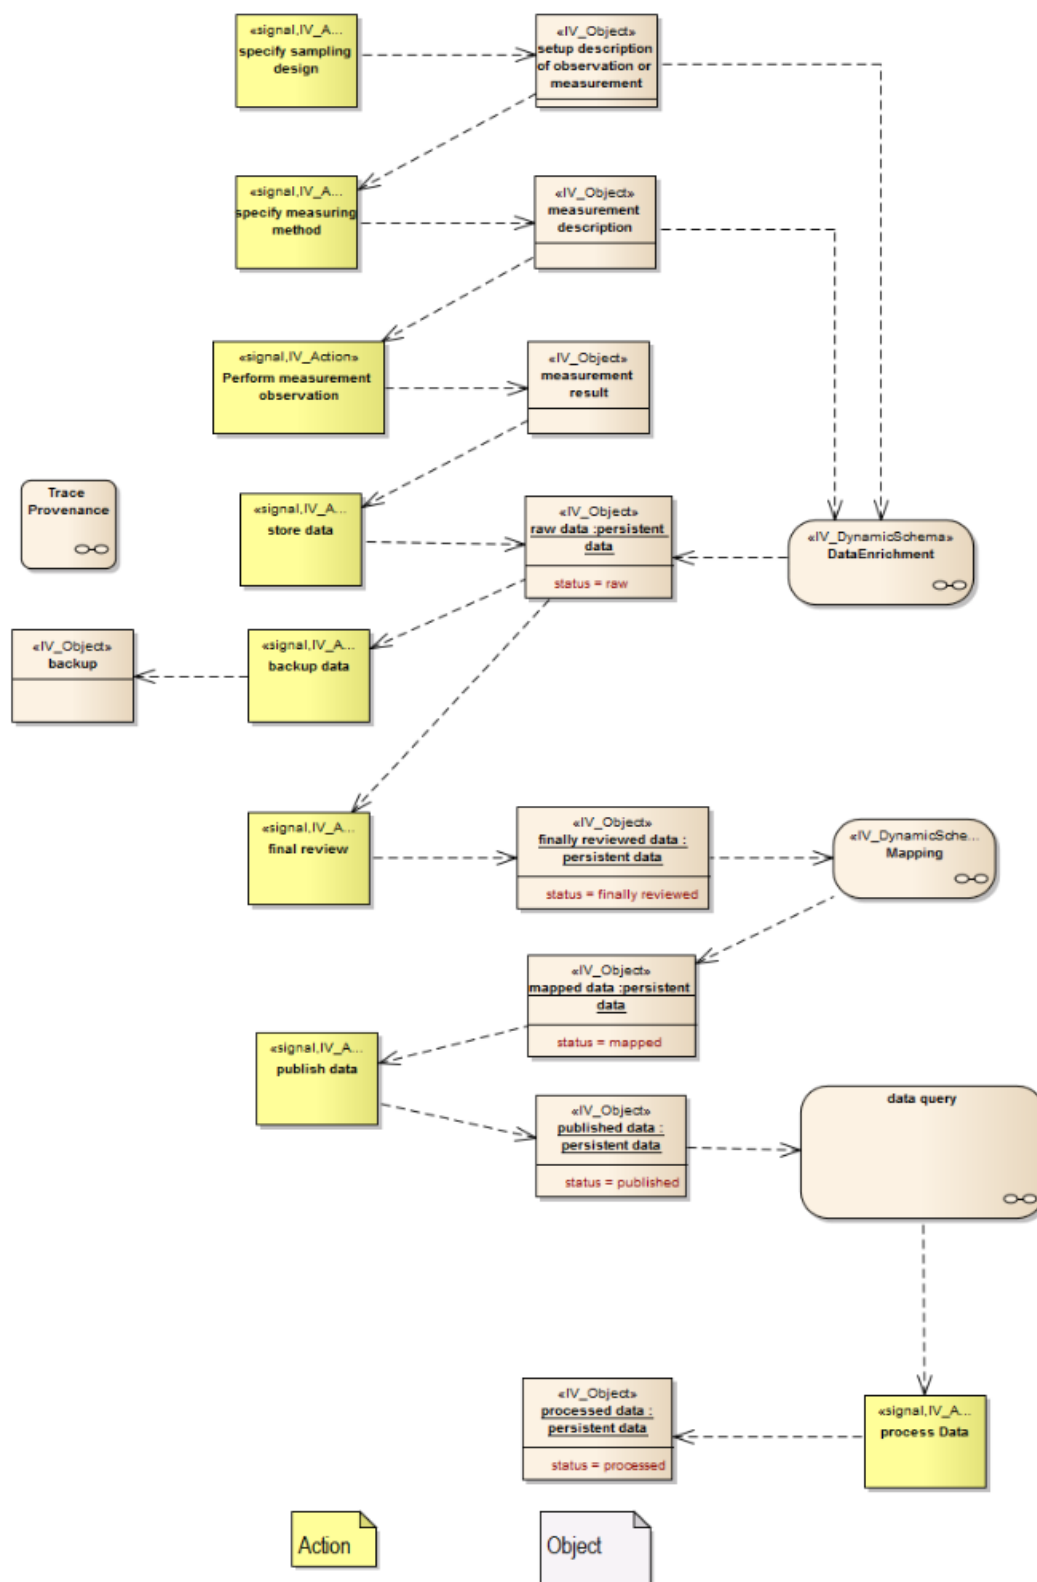 «signal,IV_A...
specify sampling
design
«IV_Object»
setup description
of observation or
measurement
«signal,IV_A...
specify measuring
method
«IV_Object»
measurement
description
«signal,IV_Action»
Perform measurement
observation
«IV_Object»
measurement
result
Trace
Provenance
«signal,IV_A...
store data
«IV_Object»
raw data :persistent
data
status = raw
«IV_DynamicSchema»
DataEnrichment
«IV_Object»
backup
«signal,IV_A...
backup data
«signal,IV_A...
final review
«IV_Object»
finally reviewed data :
persistent data
status = finally reviewed
«IV_DynamicSche...
Mapping
«IV_Object»
mapped data :persistent
data
status = mapped
«signal,IV_A...
publish data
«IV_Object»
published data :
persistent data
status = published
data query
«IV_Object»
processed data :
persistent data
status = processed
«signal,IV_A...
process Data
Action
Object